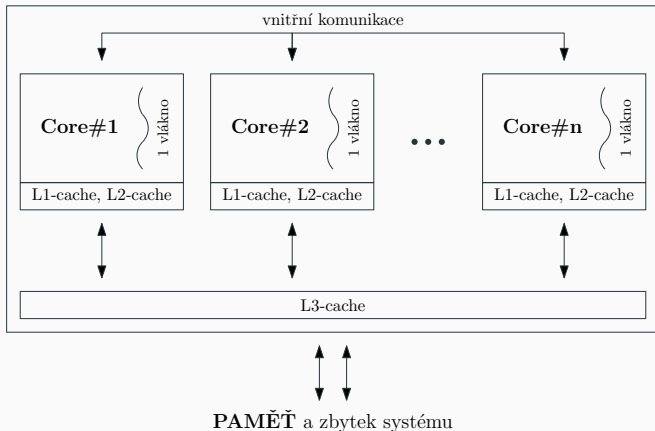 vnitřní komunikace
Core#1
1 vlákno
L1-cache, L2-cache
Core#2
1 vlákno
L1-cache, L2-cache
Core#n
1 vlákno
L1-cache, L2-cache
L3-cache
PAMĚŤ a zbytek systému